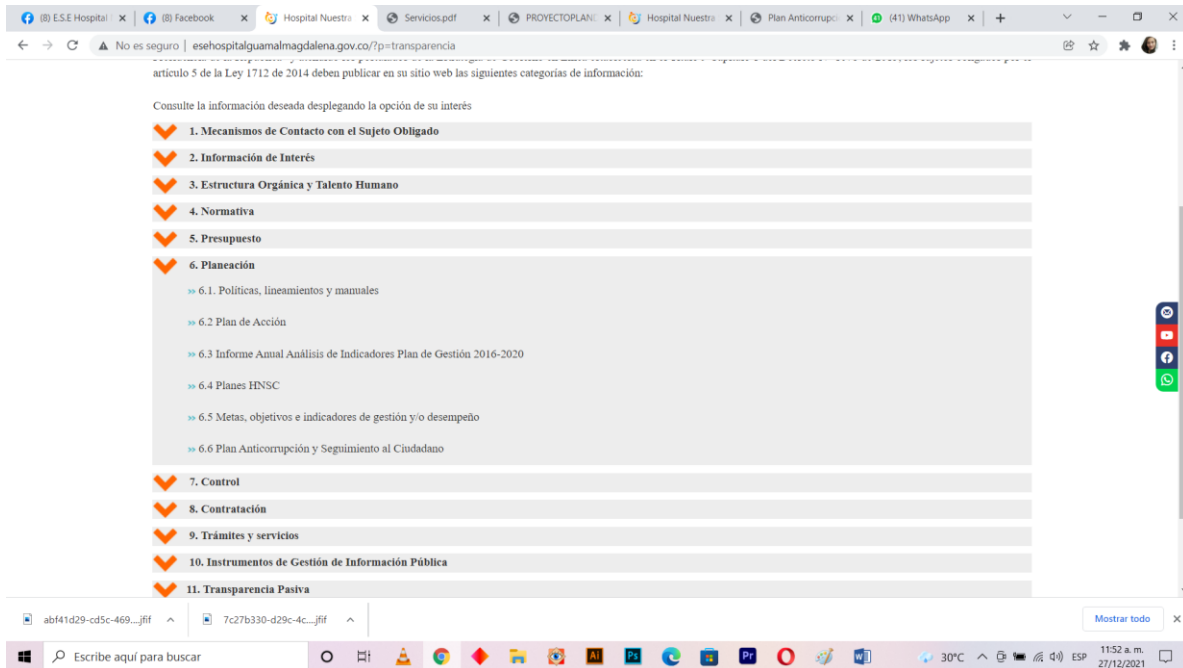 (8) E.S.E Hospital
(8) Facebook
Hospital Nuestra
Servicios.pdf
PROYECTOPLANC
Hospital Nuestra
Plan Anticorrupci
(41) WhatsApp
No es seguro | esehospitalguamalmagdalena.gov.co/?p=transparencia
artículo 5 de la Ley 1712 de 2014 deben publicar en su sitio web las siguientes categorías de información:
Consulte la información deseada desplegando la opción de su interés
1. Mecanismos de Contacto con el Sujeto Obligado
2. Información de Interés
3. Estructura Orgánica y Talento Humano
4. Normativa
5. Presupuesto
6. Planeación
» 6.1. Políticas, lineamientos y manuales
» 6.2 Plan de Acción
» 6.3 Informe Anual Análisis de Indicadores Plan de Gestión 2016-2020
» 6.4 Planes HNSC
» 6.5 Metas, objetivos e indicadores de gestión y/o desempeño
» 6.6 Plan Anticorrupción y Seguimiento al Ciudadano
7. Control
8. Contratación
9. Trámites y servicios
10. Instrumentos de Gestión de Información Pública
11. Transparencia Pasiva
abf41d29-cd5c-469....jfif
7c27b330-d29c-4c....jfif
Mostrar todo
Escribe aquí para buscar
Ai
Ps
Pr
30°C
ESP
11:52 a. m.
27/12/2021